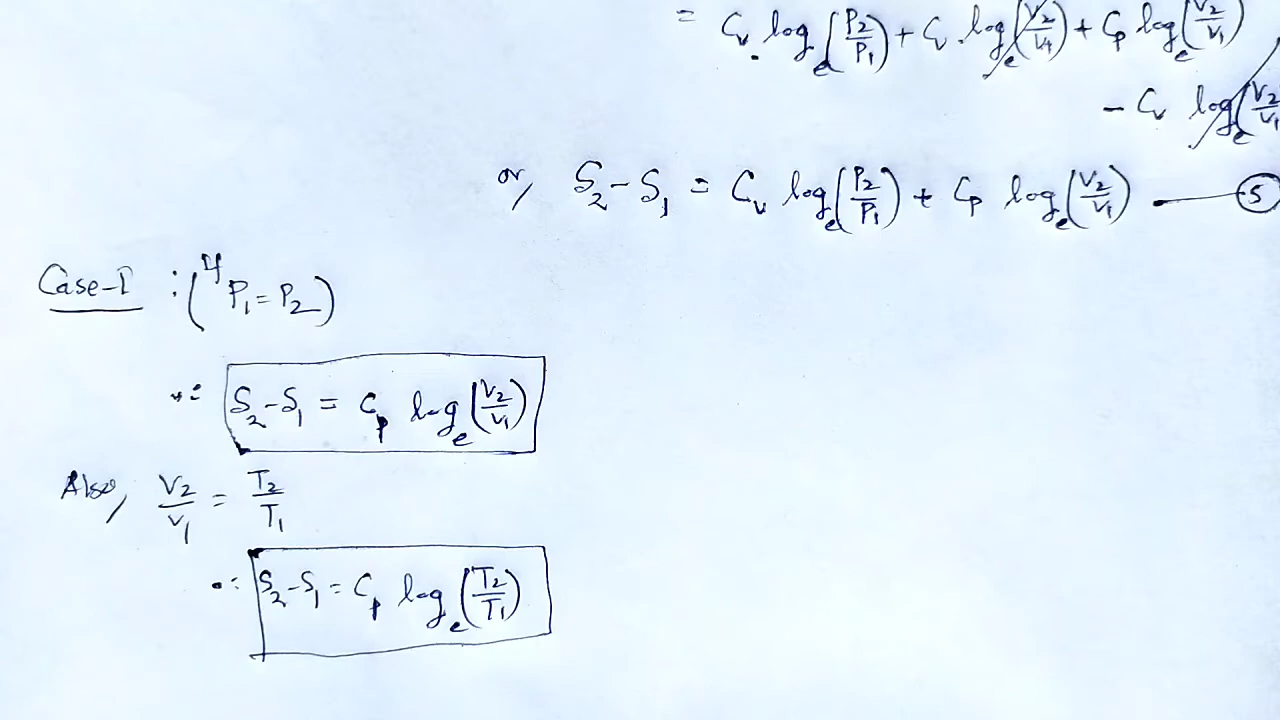 = Cv. logₑ(P₂/P₁) + Cv. logₑ(V₂/V₁) + Cp logₑ(V₂/V₁)
- Cv logₑ(V₂/V₁
or, S₂-S₁ = Cv logₑ(P₂/P₁) + Cp logₑ(V₂/V₁) — 5
Case-I : (If P₁=P₂)
∴ S₂-S₁ = Cp logₑ(V₂/V₁)
Also, V₂/V₁ = T₂/T₁
∴ S₂-S₁ = Cp logₑ(T₂/T₁)